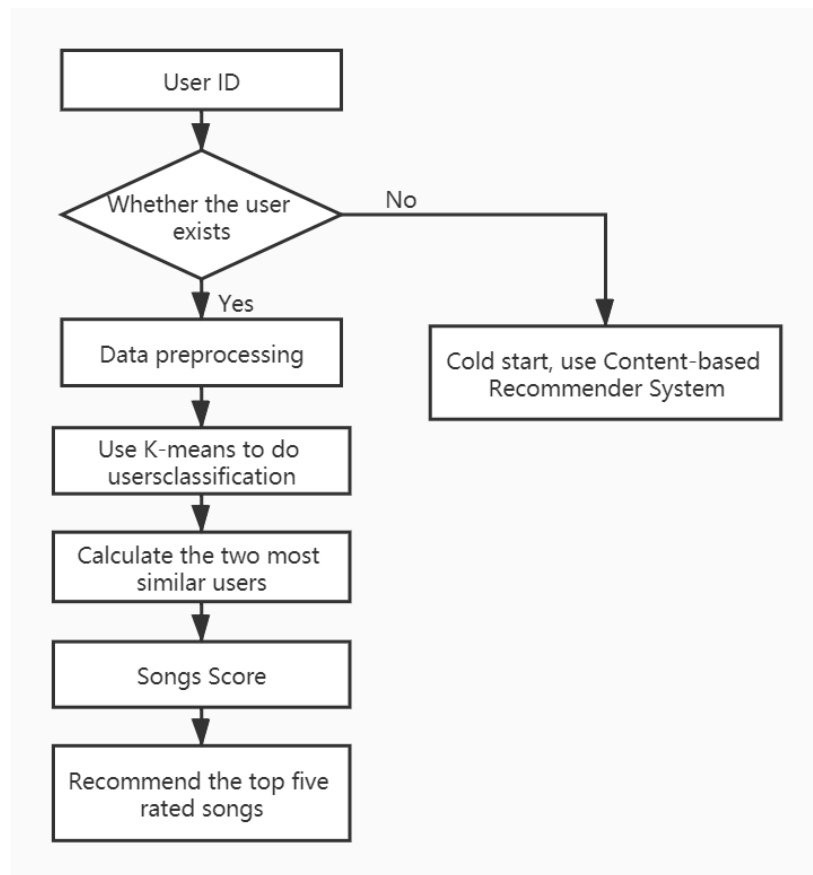 User ID
Whether the user
exists
No
Yes
Data preprocessing
Cold start, use Content-based
Recommender System
Use K-means to do
usersclassification
Calculate the two most
similar users
Songs Score
Recommend the top five
rated songs